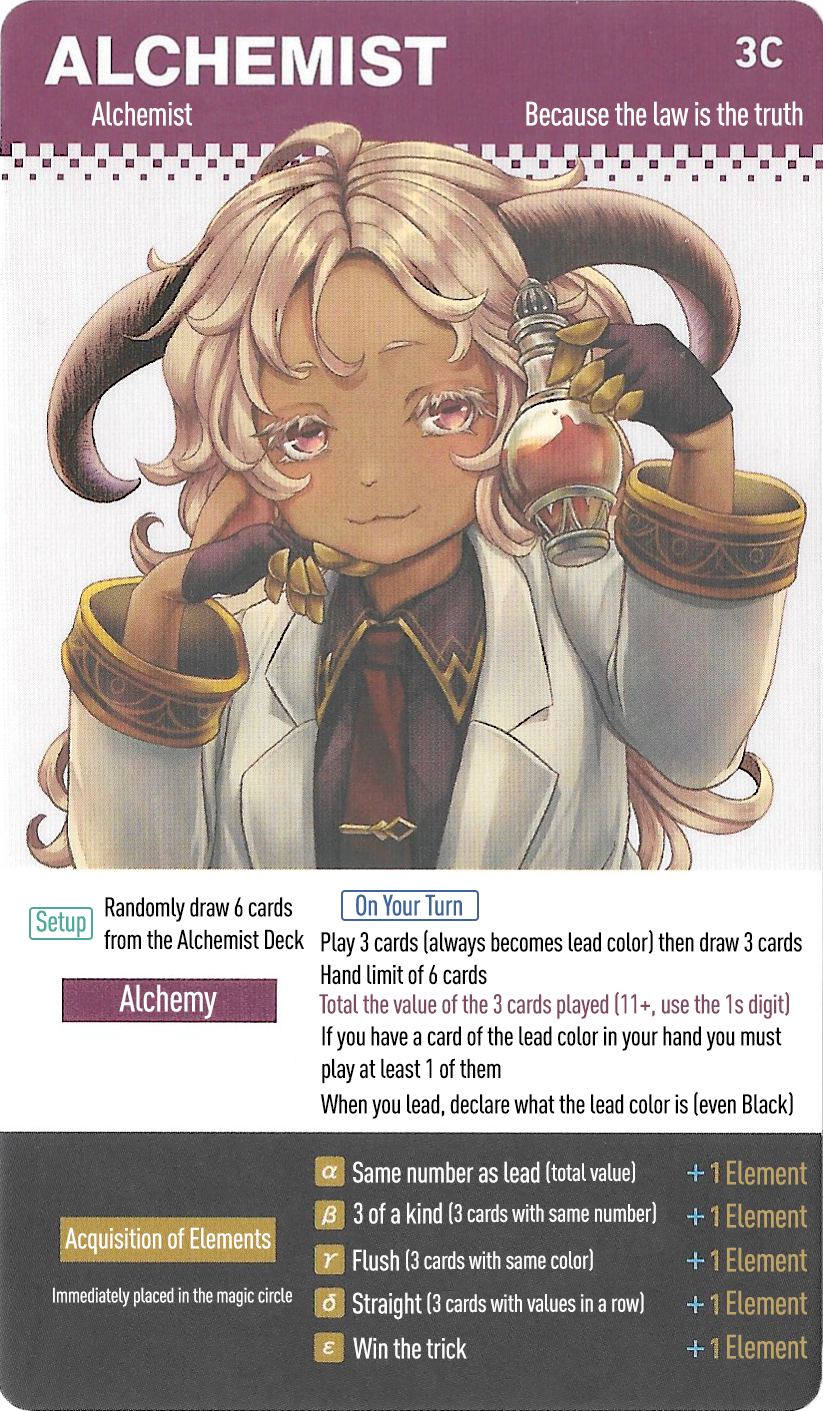 ALCHEMIST
3C
Alchemist
Because the law is the truth
Setup
Randomly draw 6 cards
from the Alchemist Deck
Alchemy
On Your Turn
Play 3 cards (always becomes lead color) then draw 3 cards
Hand limit of 6 cards
Total the value of the 3 cards played (11+, use the 1s digit)
If you have a card of the lead color in your hand you must
play at least 1 of them
When you lead, declare what the lead color is (even Black)
Acquisition of Elements
Immediately placed in the magic circle
α Same number as lead (total value) +1 Element
β 3 of a kind (3 cards with same number) +1 Element
γ Flush (3 cards with same color) +1 Element
δ Straight (3 cards with values in a row) +1 Element
ε Win the trick +1 Element